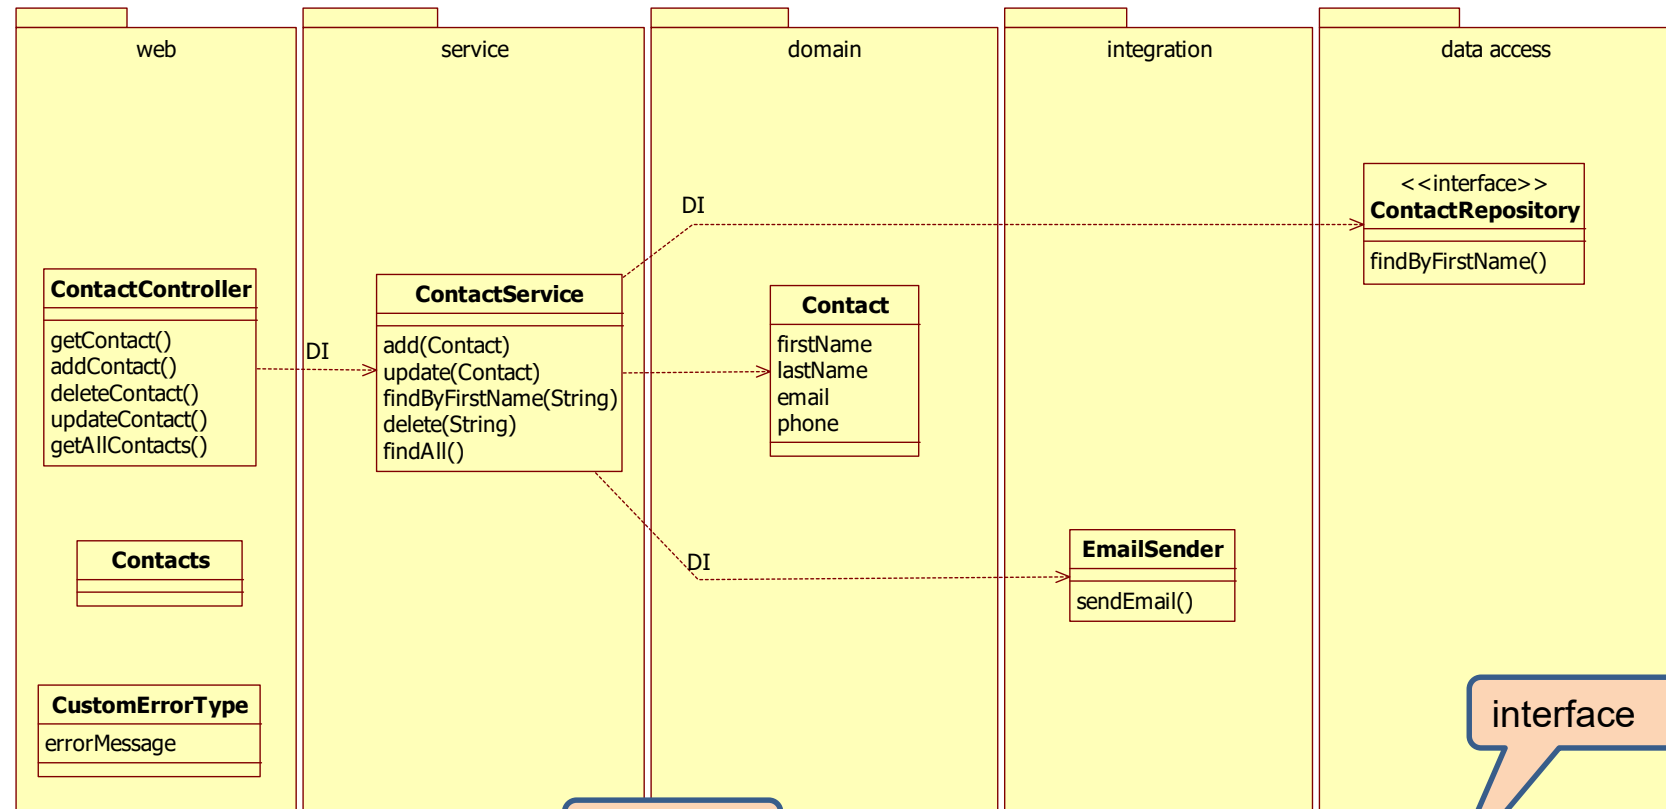 web
service
domain
integration
data access
<<interface>>
ContactRepository
findByFirstName()
DI
ContactController
getContact()
addContact()
deleteContact()
updateContact()
getAllContacts()
DI
ContactService
add(Contact)
update(Contact)
findByFirstName(String)
delete(String)
findAll()
Contact
firstName
lastName
email
phone
Contacts
DI
EmailSender
sendEmail()
CustomErrorType
errorMessage
interface